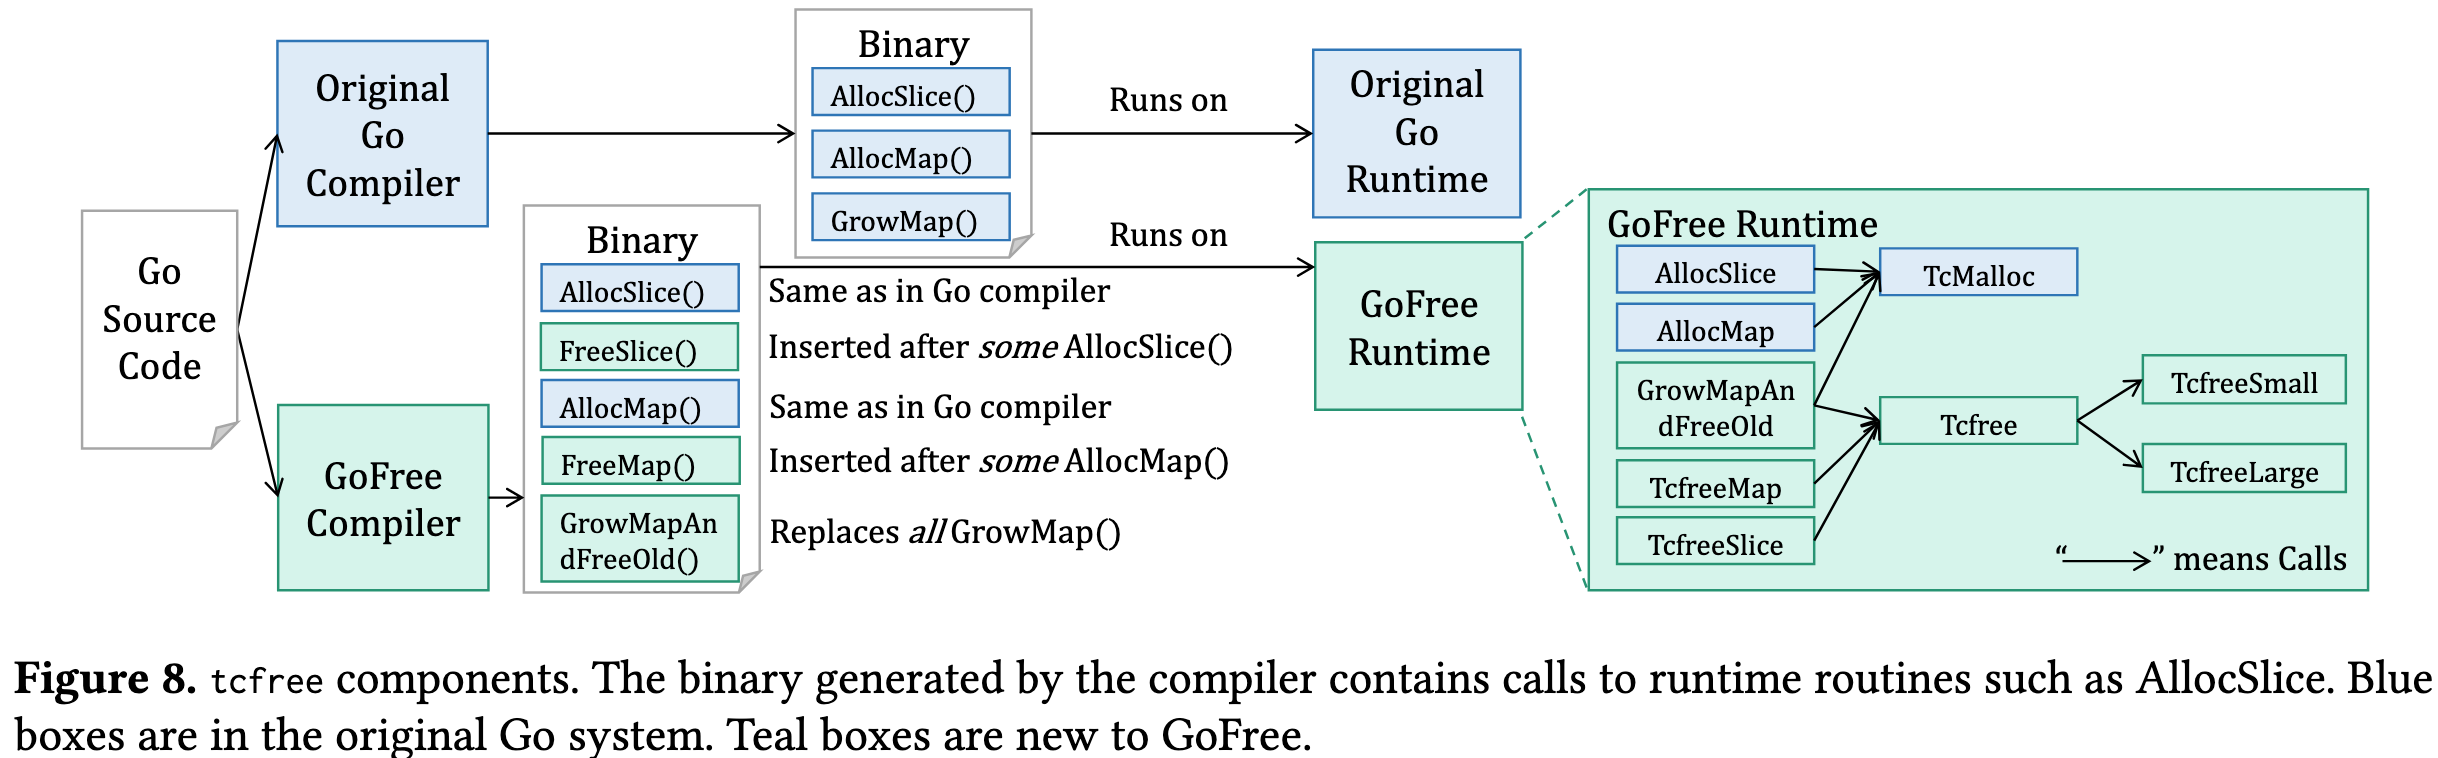 Go
Source
Code
Original
Go
Compiler
GoFree
Compiler
Binary
AllocSlice()
AllocMap()
GrowMap()
Runs on
Original
Go
Runtime
Binary
AllocSlice()
FreeSlice()
AllocMap()
FreeMap()
GrowMapAn
dFreeOld()
Runs on
Same as in Go compiler
Inserted after some AllocSlice()
Same as in Go compiler
Inserted after some AllocMap()
Replaces all GrowMap()
GoFree
Runtime
GoFree Runtime
AllocSlice
AllocMap
GrowMapAn
dFreeOld
TcfreeMap
TcfreeSlice
TcMalloc
Tcfree
TcfreeSmall
TcfreeLarge
“ ” means Calls
Figure 8. tcfree components. The binary generated by the compiler contains calls to runtime routines such as AllocSlice. Blue
boxes are in the original Go system. Teal boxes are new to GoFree.